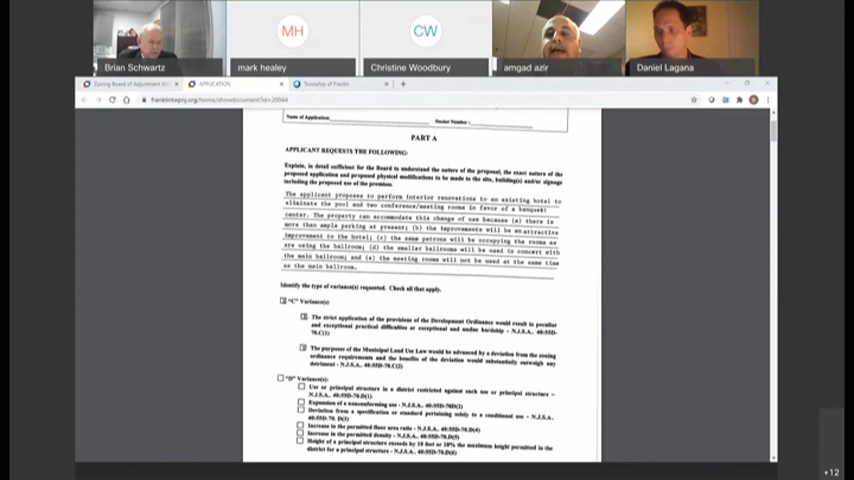 MH
CW
Brian Schwartz
mark healey
Christine Woodbury
amgad azir
Daniel Lagana
Zoning Board of Adjustment
APPLICATION
Township of Franklin
franklintwpnj.org/home/showdocument?id=20044
Name of Application:
Docket Number :
PART A
APPLICANT REQUESTS THE FOLLOWING:
Explain, in detail sufficient for the Board to understand the nature of the proposal, the exact nature of the
proposed application and proposed physical modifications to be made to the site, building(s) and/or signage
including the proposed use of the premises.
The applicant proposes to perform interior renovations to an existing hotel to
eliminate the pool and two conference/meeting rooms in favor of a banquet
center. The property can accommodate this change of use because (a) there is
more than ample parking at present; (b) the improvements will be an attractive
improvement to the hotel; (c) the same patrons will be occupying the rooms as
are using the ballroom; (d) the smaller ballrooms will be used in concert with
the main ballroom; and (e) the meeting rooms will not be used at the same time
as the main ballroom.
Identify the type of variance(s) requested. Check all that apply.
"C" Variance(s)
The strict application of the provisions of the Development Ordinance would result in peculiar
and exceptional practical difficulties or exceptional and undue hardship - N.J.S.A. 40:55D-
70.C(1)
The purposes of the Municipal Land Use Law would be advanced by a deviation from the zoning
ordinance requirements and the benefits of the deviation would substantially outweigh any
detriment - N.J.S.A. 40:55D-70.C(2)
"D" Variance(s):
Use or principal structure in a district restricted against such use or principal structure –
N.J.S.A. 40:55D-70.D(1)
Expansion of a nonconforming use - N.J.S.A. 40:55D-70D(2)
Deviation from a specification or standard pertaining solely to a conditional use - N.J.S.A.
40:55D-70. D(3)
Increase in the permitted floor area ratio - N.J.S.A. 40:55D-70.D(4)
Increase in the permitted density - N.J.S.A. 40:55D-70.D(5)
Height of a principal structure exceeds by 10 feet or 10% the maximum height permitted in the
district for a principal structure - N.J.S.A. 40:55D-70.D(6)
+12